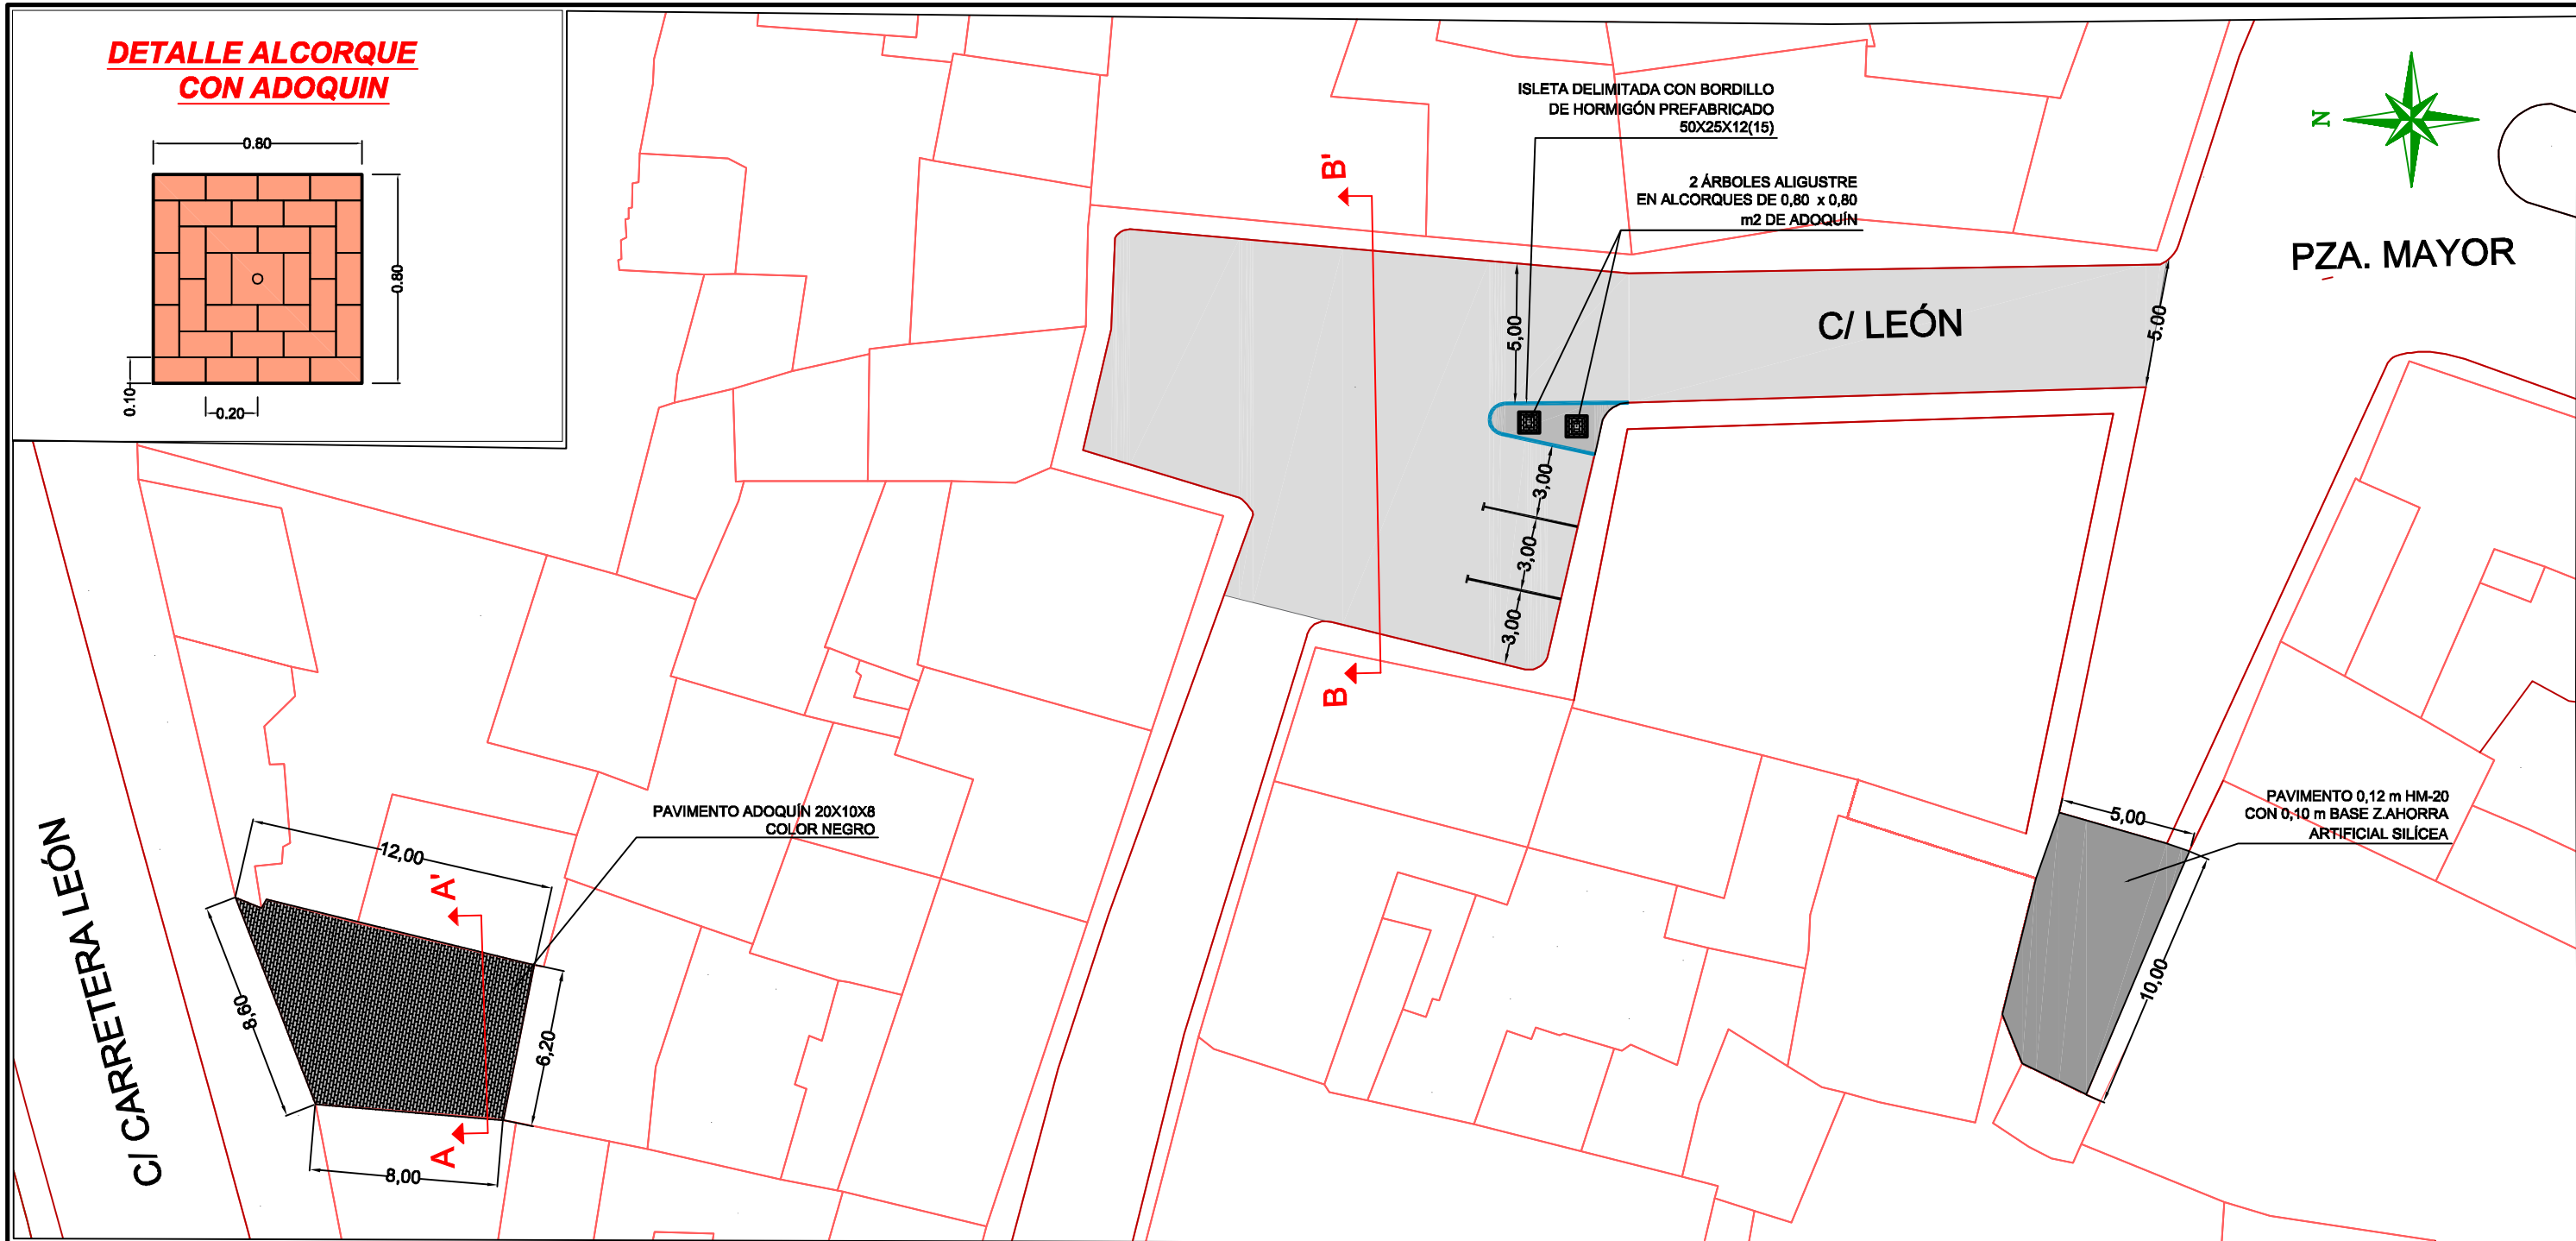 DETALLE ALCORQUE
CON ADOQUIN
0.80
0.80
0.10
0.20
ISLETA DELIMITADA CON BORDILLO
DE HORMIGÓN PREFABRICADO
50X25X12(15)
2 ÁRBOLES ALIGUSTRE
EN ALCORQUES DE 0,80 x 0,80
m2 DE ADOQUÍN
N
PZA. MAYOR
B'
C/ LEÓN
5,00
5.00
3,00
3,00
3,00
B
PAVIMENTO ADOQUÍN 20X10X8
COLOR NEGRO
PAVIMENTO 0,12 m HM-20
CON 0,10 m BASE Z.AHORRA
ARTIFICIAL SILÍCEA
5,00
10,00
C/ CARRETERA LEÓN
12,00
A'
8,60
6,20
A
8,00